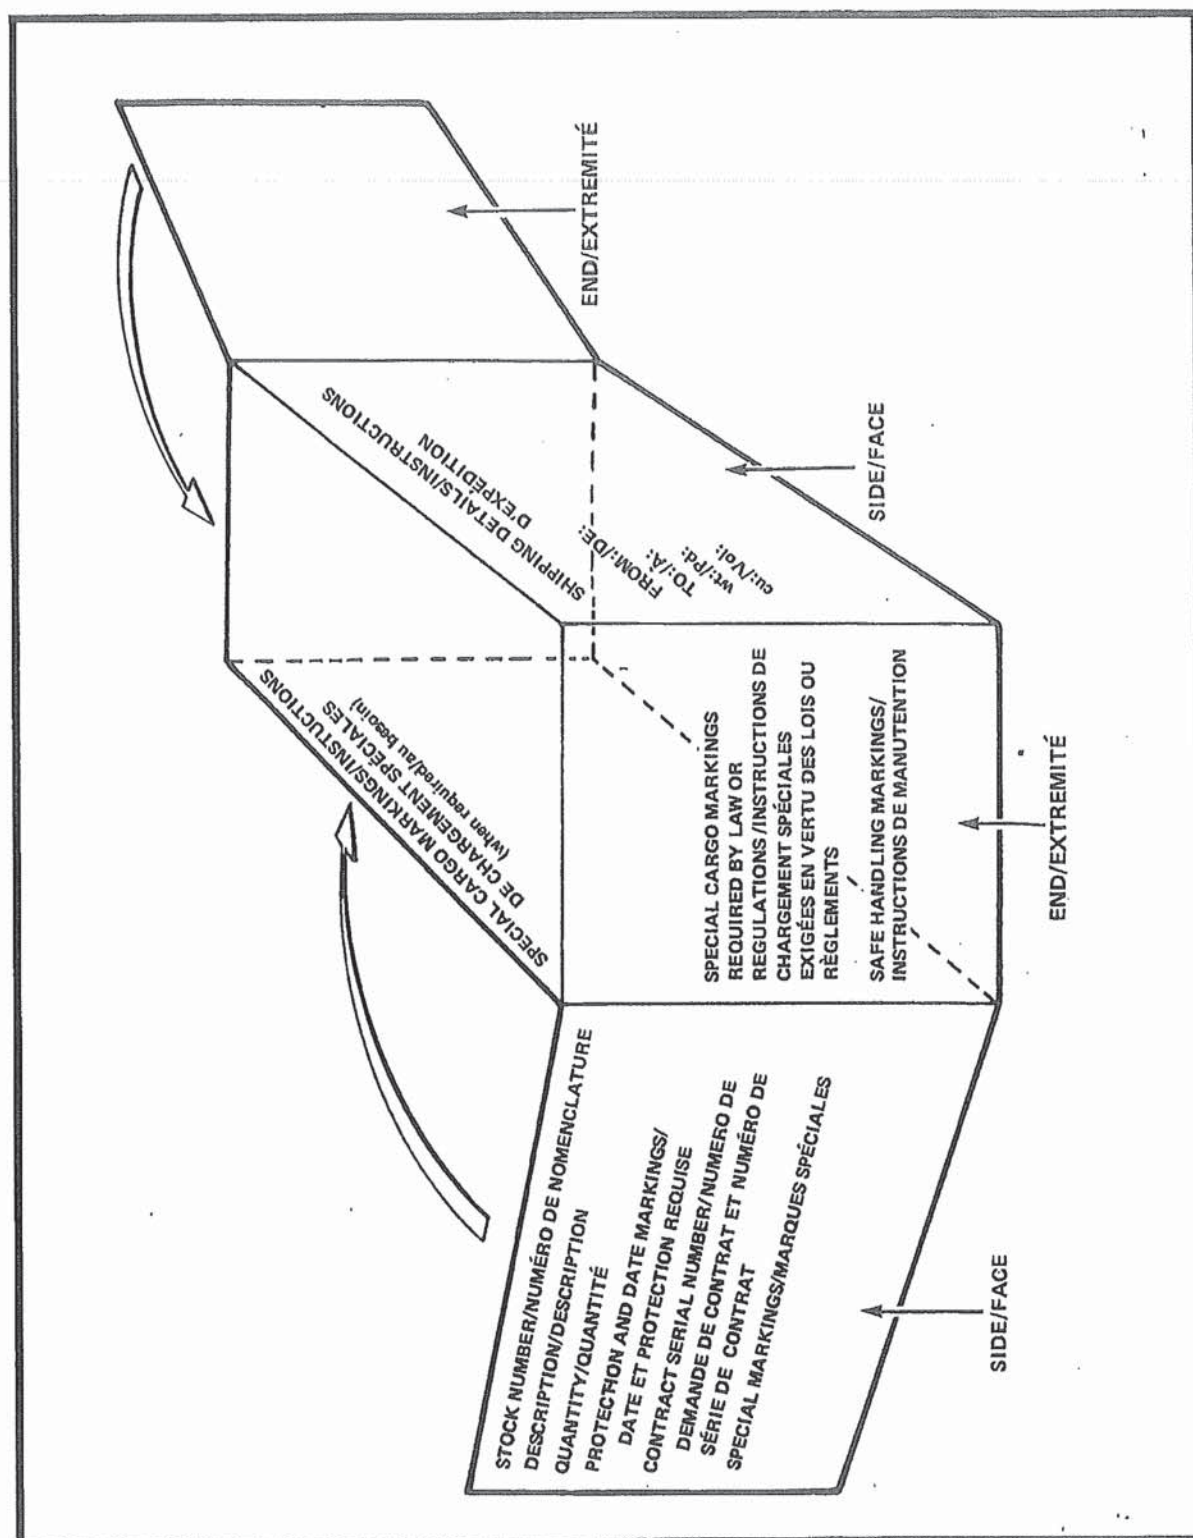 STOCK NUMBER/NUMÉRO DE NOMENCLATURE
DESCRIPTION/DESCRIPTION
QUANTITY/QUANTITÉ
PROTECTION AND DATE MARKINGS/
DATE ET PROTECTION REQUISE
CONTRACT SERIAL NUMBER/NUMERO DE
DEMANDE DE CONTRAT ET NUMÉRO DE
SÉRIE DE CONTRAT
SPECIAL MARKINGS/MARQUES SPÉCIALES
SIDE/FACE
SPECIAL CARGO MARKINGS/INSTUCTIONS
DE CHARGEMENT SPÉCIALES
(when required/au besoin)
SPECIAL CARGO MARKINGS
REQUIRED BY LAW OR
REGULATIONS/INSTRUCTIONS DE
CHARGEMENT SPÉCIALES
EXIGÉES EN VERTU DES LOIS OU
RÈGLEMENTS
SAFE HANDLING MARKINGS/
INSTRUCTIONS DE MANUTENTION
END/EXTREMITÉ
SHIPPING DETAILS/INSTRUCTIONS
D'EXPÉDITION
FROM:/DE:
TO:/À:
wt:/Pd:
cu:/Vol:
SIDE/FACE
END/EXTREMITÉ